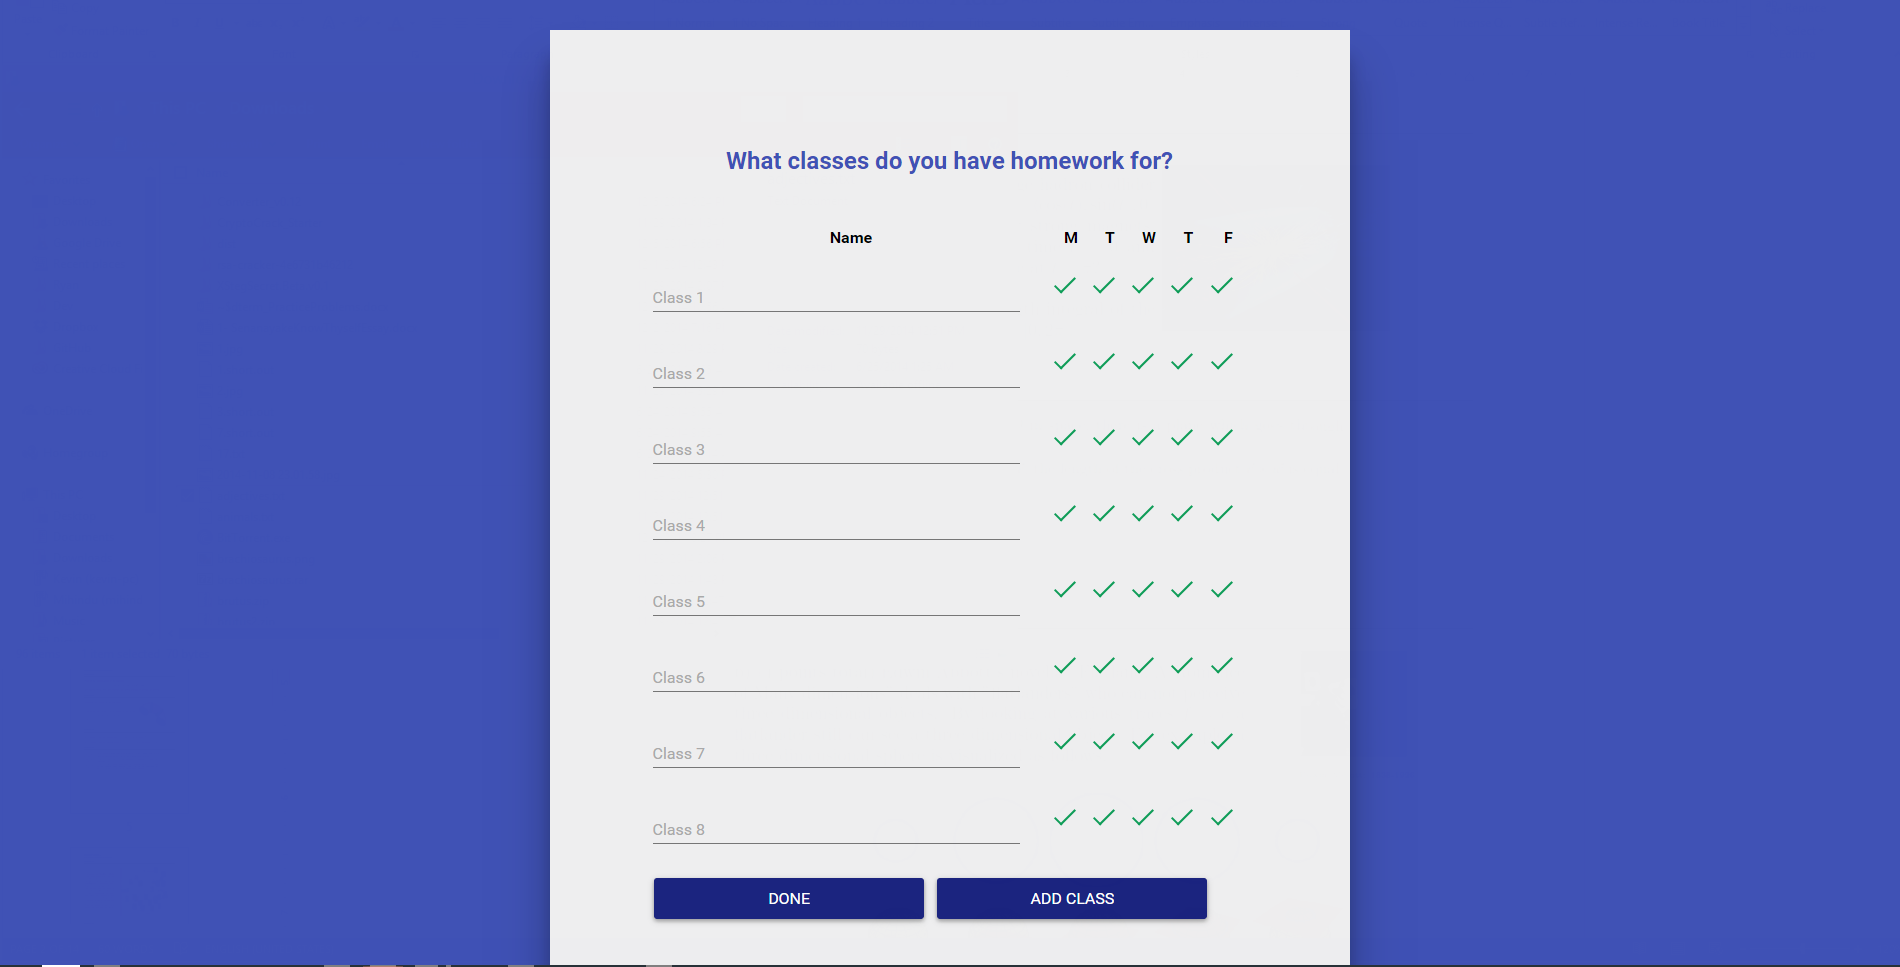 What classes do you have homework for?
Name M T W T F
Class 1
Class 2
Class 3
Class 4
Class 5
Class 6
Class 7
Class 8
DONE ADD CLASS